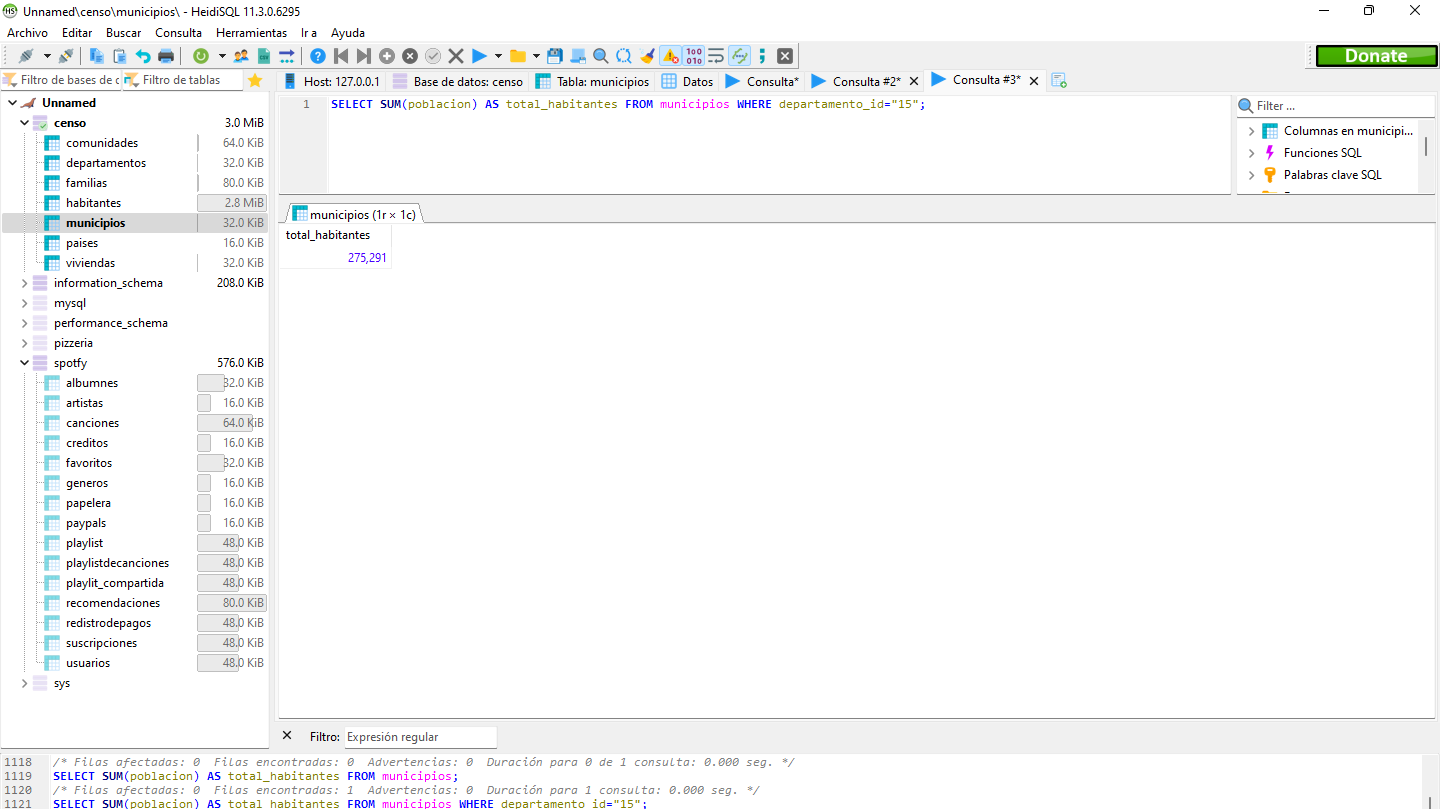 HS Unnamed\censo\municipios\ - HeidiSQL 11.3.0.6295
Archivo Editar Buscar Consulta Herramientas Ir a Ayuda
Donate
Filtro de bases de d Filtro de tablas
Host: 127.0.0.1 Base de datos: censo Tabla: municipios Datos Consulta* Consulta #2* Consulta #3*
Unnamed
censo 3.0 MiB
comunidades 64.0 KiB
departamentos 32.0 KiB
familias 80.0 KiB
habitantes 2.8 MiB
municipios 32.0 KiB
paises 16.0 KiB
viviendas 32.0 KiB
information_schema 208.0 KiB
mysql
performance_schema
pizzeria
spotfy 576.0 KiB
albumnes 32.0 KiB
artistas 16.0 KiB
canciones 64.0 KiB
creditos 16.0 KiB
favoritos 32.0 KiB
generos 16.0 KiB
papelera 16.0 KiB
paypals 16.0 KiB
playlist 48.0 KiB
playlistdecanciones 48.0 KiB
playlit_compartida 48.0 KiB
recomendaciones 80.0 KiB
redistrodepagos 48.0 KiB
suscripciones 48.0 KiB
usuarios 48.0 KiB
sys
1 SELECT SUM(poblacion) AS total_habitantes FROM municipios WHERE departamento_id="15";
Filter ...
Columnas en municipi...
Funciones SQL
Palabras clave SQL
municipios (1r × 1c)
total_habitantes
275,291
Filtro: Expresión regular
1118 /* Filas afectadas: 0 Filas encontradas: 0 Advertencias: 0 Duración para 0 de 1 consulta: 0.000 seg. */
1119 SELECT SUM(poblacion) AS total_habitantes FROM municipios;
1120 /* Filas afectadas: 0 Filas encontradas: 1 Advertencias: 0 Duración para 1 consulta: 0.000 seg. */
1121 SELECT SUM(poblacion) AS total_habitantes FROM municipios WHERE departamento_id="15";